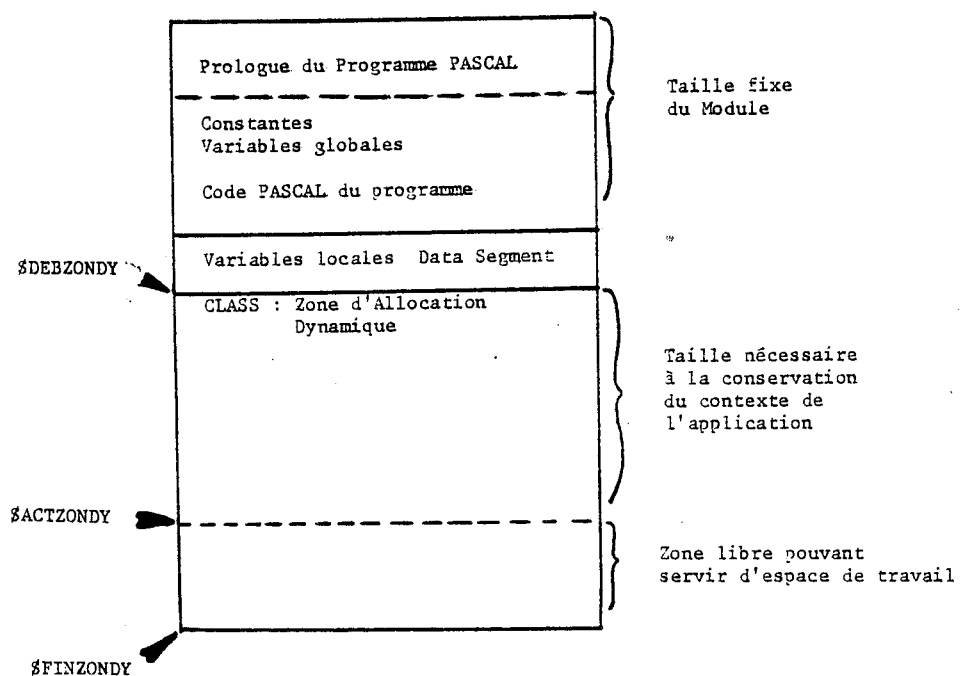 Prologue du Programme PASCAL
Taille fixe
du Module
Constantes
Variables globales
Code PASCAL du programme
$DEBZONDY
Variables locales Data Segment
CLASS : Zone d'Allocation
Dynamique
Taille nécessaire
à la conservation
du contexte de
l'application
$ACTZONDY
Zone libre pouvant
servir d'espace de travail
$FINZONDY